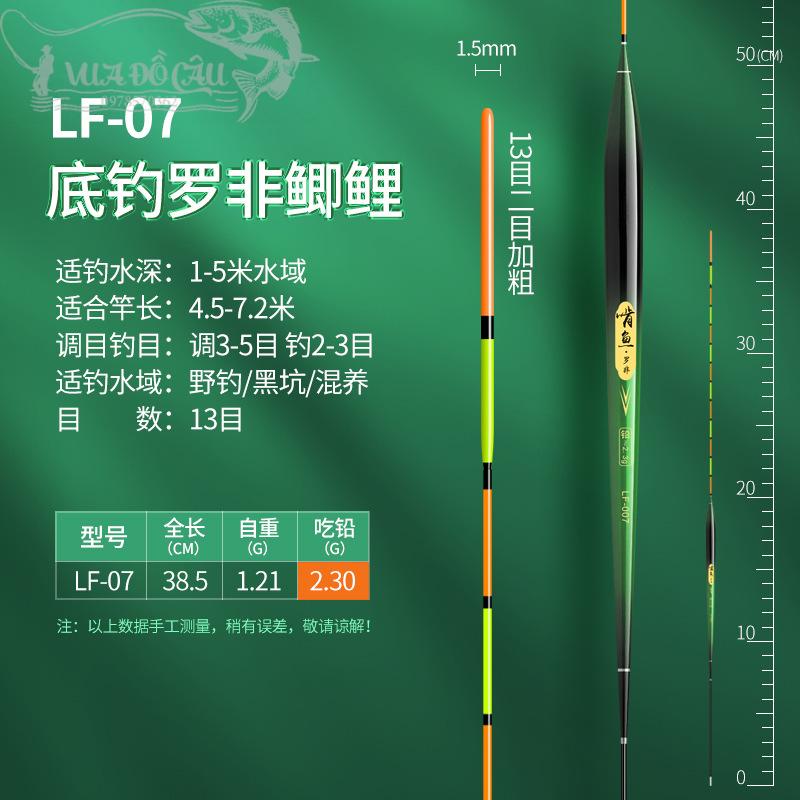 VUA ĐỒ CÂU
LF-07
底钓罗非鲫鲤
适钓水深：1-5米水域
适合竿长：4.5-7.2米
调目钓目：调3-5目 钓2-3目
适钓水域：野钓/黑坑/混养
目　　数：13目
型号 全长(CM) 自重(G) 吃铅(G)
LF-07 38.5 1.21 2.30
注：以上数据手工测量，稍有误差，敬请谅解！
1.5mm
13目二目加粗
啃鱼·罗非
铅≈2.3g
LF-007
50(CM)
40
30
20
10
0